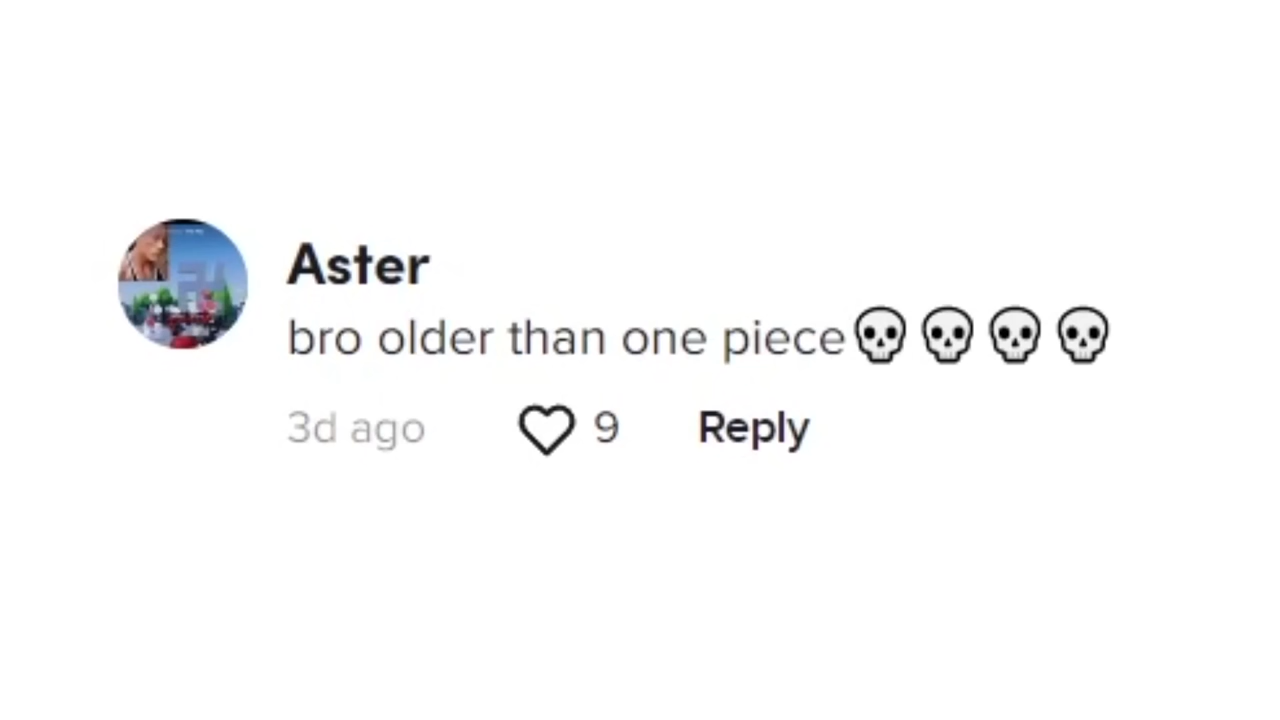 Aster
bro older than one piece💀💀💀💀
3d ago 9 Reply